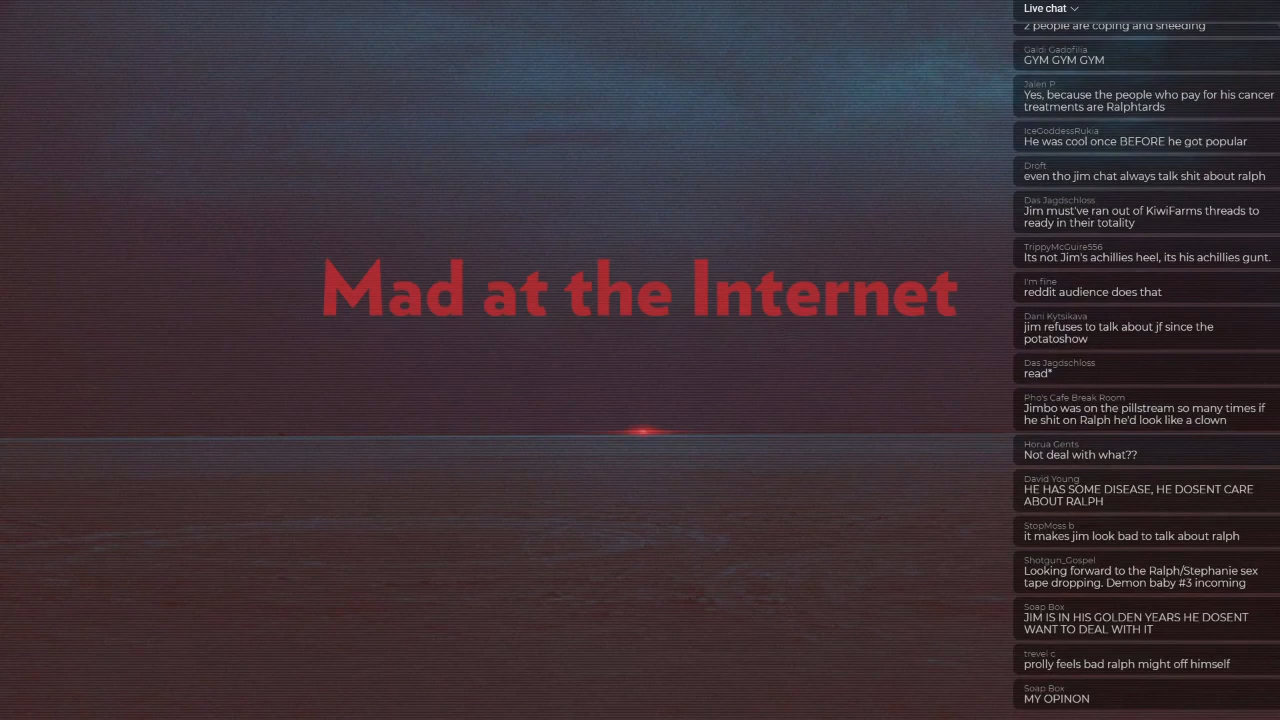 Live chat
2 people are coping and sneeding
Galdi Gadofilia
GYM GYM GYM
Jalen P
Yes, because the people who pay for his cancer
treatments are Ralphtards
IceGoddessRukia
He was cool once BEFORE he got popular
Droft
even tho jim chat always talk shit about ralph
Das Jagdschloss
Jim must've ran out of KiwiFarms threads to
ready in their totality
TrippyMcGuire556
Its not Jim's achillies heel, its his achillies gunt.
I'm fine
reddit audience does that
Mad at the Internet
Dani Kytsikava
jim refuses to talk about jf since the
potatoshow
Das Jagdschloss
read*
Pho's Cafe Break Room
Jimbo was on the pillstream so many times if
he shit on Ralph he'd look like a clown
Horua Gents
Not deal with what??
David Young
HE HAS SOME DISEASE, HE DOSENT CARE
ABOUT RALPH
StopMoss b
it makes jim look bad to talk about ralph
Shotgun_Gospel
Looking forward to the Ralph/Stephanie sex
tape dropping. Demon baby #3 incoming
Soap Box
JIM IS IN HIS GOLDEN YEARS HE DOSENT
WANT TO DEAL WITH IT
trevel c
prolly feels bad ralph might off himself
Soap Box
MY OPINON